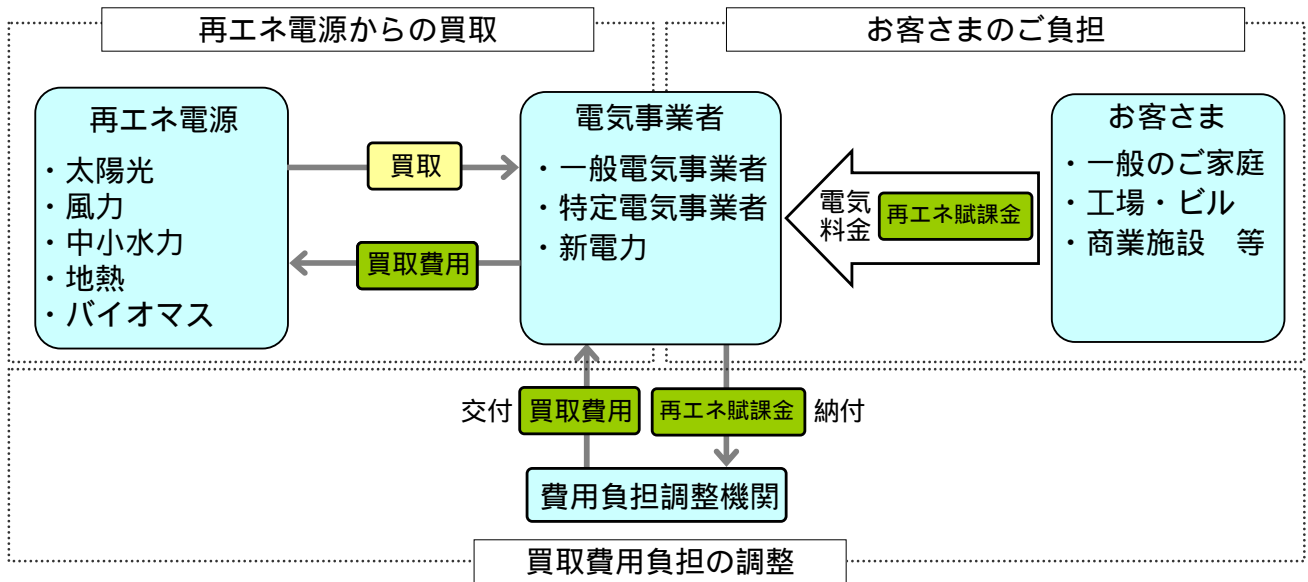 再エネ電源からの買取
お客さまのご負担
再エネ電源
・太陽光
・風力
・中小水力
・地熱
・バイオマス
買取
買取費用
電気事業者
・一般電気事業者
・特定電気事業者
・新電力
電気
料金
再エネ賦課金
お客さま
・一般のご家庭
・工場・ビル
・商業施設　等
交付
買取費用
再エネ賦課金
納付
費用負担調整機関
買取費用負担の調整